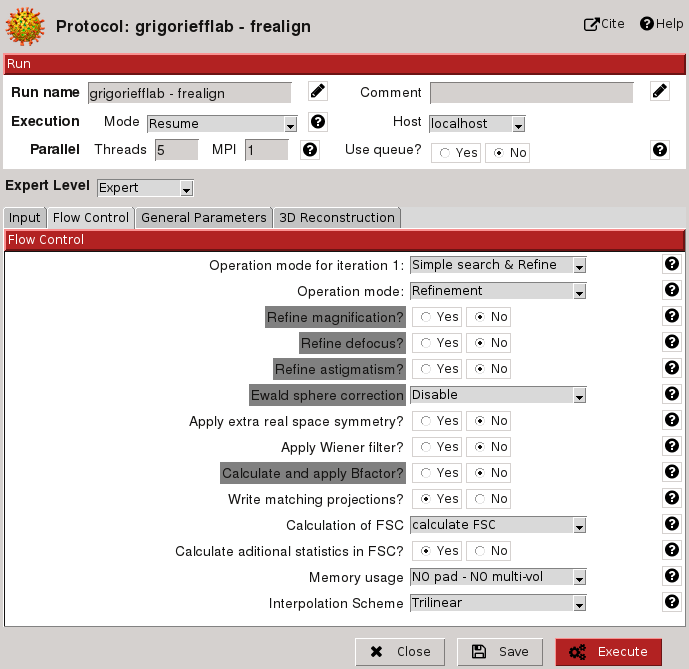 Protocol: grigoriefflab - frealign Cite Help
Run
Run name grigoriefflab - frealign Comment
Execution Mode Resume Host localhost
Parallel Threads 5 MPI 1 Use queue? Yes No
Expert Level Expert
Input Flow Control General Parameters 3D Reconstruction
Flow Control
Operation mode for iteration 1: Simple search & Refine
Operation mode: Refinement
Refine magnification? Yes No
Refine defocus? Yes No
Refine astigmatism? Yes No
Ewald sphere correction Disable
Apply extra real space symmetry? Yes No
Apply Wiener filter? Yes No
Calculate and apply Bfactor? Yes No
Write matching projections? Yes No
Calculation of FSC calculate FSC
Calculate aditional statistics in FSC? Yes No
Memory usage NO pad - NO multi-vol
Interpolation Scheme Trilinear
Close Save Execute